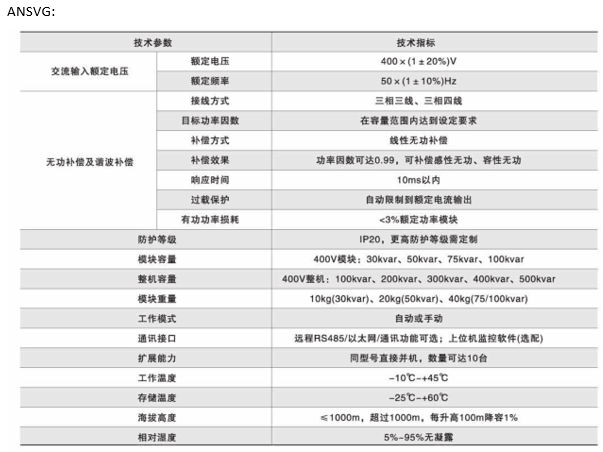 ANSVG:
技术参数 技术指标
交流输入额定电压 额定电压 400×(1±20%)V
额定频率 50×(1±10%)Hz
无功补偿及谐波补偿 接线方式 三相三线、三相四线
目标功率因数 在容量范围内达到设定要求
补偿方式 线性无功补偿
补偿效果 功率因数可达0.99，可补偿感性无功、容性无功
响应时间 10ms以内
过载保护 自动限制到额定电流输出
有功功率损耗 <3%额定功率模块
防护等级 IP20，更高防护等级需定制
模块容量 400V模块：30kvar、50kvar、75kvar、100kvar
整机容量 400V整机：100kvar、200kvar、300kvar、400kvar、500kvar
模块重量 10kg(30kvar)、20kg(50kvar)、40kg(75/100kvar)
工作模式 自动或手动
通讯接口 远程RS485/以太网/通讯功能可选；上位机监控软件(选配)
扩展能力 同型号直接并机，数量可达10台
工作温度 -10℃-+45℃
存储温度 -25℃-+60℃
海拔高度 ≤1000m，超过1000m，每升高100m降容1%
相对湿度 5%-95%无凝露